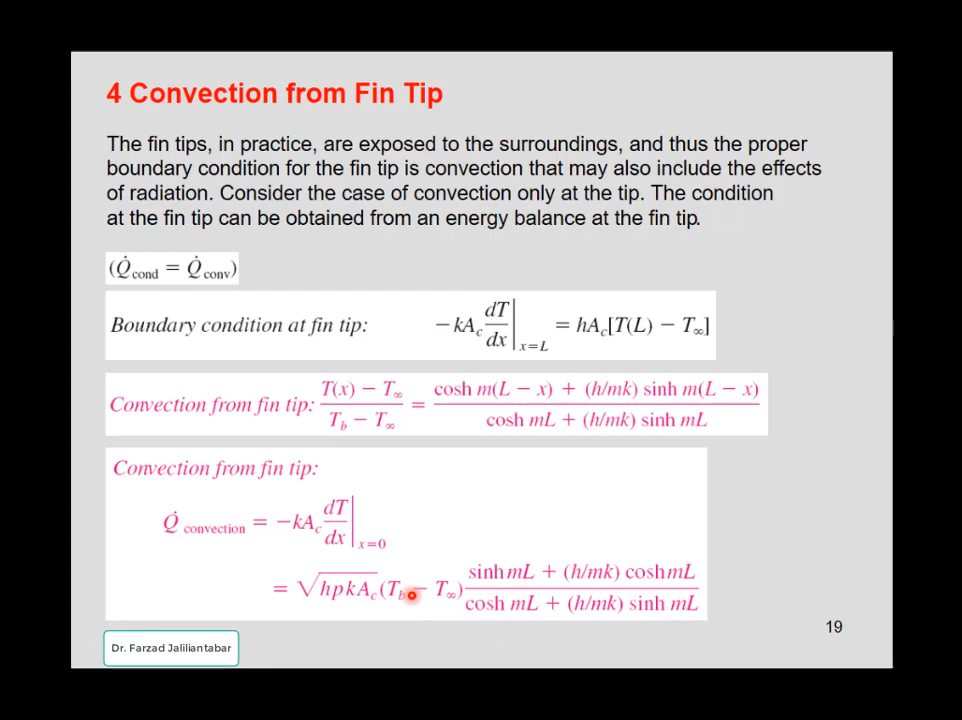 4 Convection from Fin Tip
The fin tips, in practice, are exposed to the surroundings, and thus the proper
boundary condition for the fin tip is convection that may also include the effects
of radiation. Consider the case of convection only at the tip. The condition
at the fin tip can be obtained from an energy balance at the fin tip.
(Q̇cond = Q̇conv)
Boundary condition at fin tip: −kA_c dT/dx |x=L = hA_c[T(L) − T∞]
Convection from fin tip: (T(x) − T∞)/(T_b − T∞) = (cosh m(L − x) + (h/mk) sinh m(L − x))/(cosh mL + (h/mk) sinh mL)
Convection from fin tip:
Q̇ convection = −kA_c dT/dx |x=0
= √hpkA_c (T_b − T∞) (sinh mL + (h/mk) cosh mL)/(cosh mL + (h/mk) sinh mL)
19
Dr. Farzad Jaliliantabar